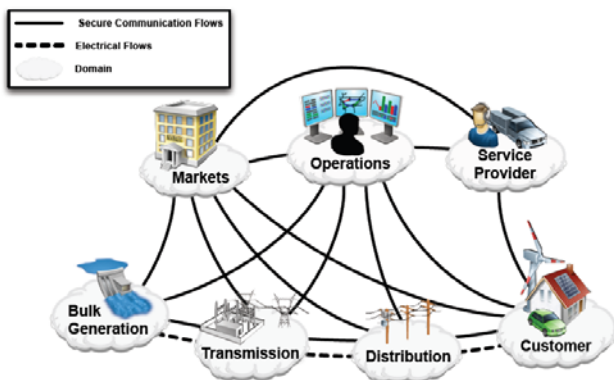 Secure Communication Flows
Electrical Flows
Domain
Markets
Operations
Service
Provider
Bulk
Generation
Transmission
Distribution
Customer